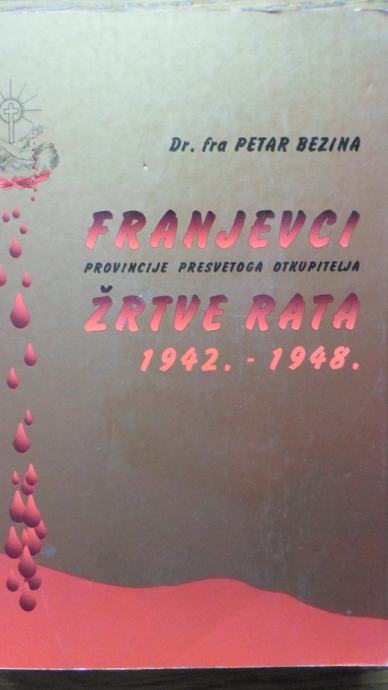 Dr. fra PETAR BEZINA
FRANJEVCI
PROVINCIJE PRESVETOGA OTKUPITELJA
ŽRTVE RATA
1942. - 1948.